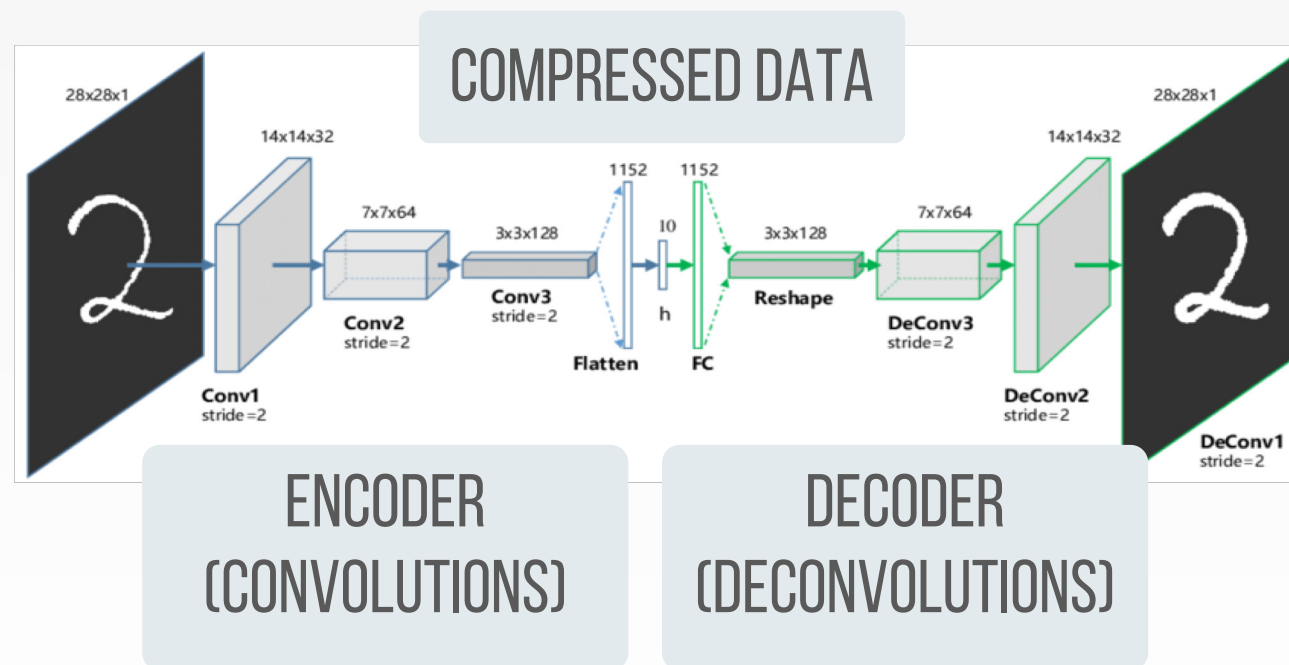 COMPRESSED DATA
28x28x1
14x14x32
7x7x64
3x3x128
1152
10
h
1152
3x3x128
7x7x64
14x14x32
28x28x1
Conv1
stride=2
Conv2
stride=2
Conv3
stride=2
Flatten
FC
Reshape
DeConv3
stride=2
DeConv2
stride=2
DeConv1
stride=2
2
2
ENCODER
(CONVOLUTIONS)
DECODER
(DECONVOLUTIONS)